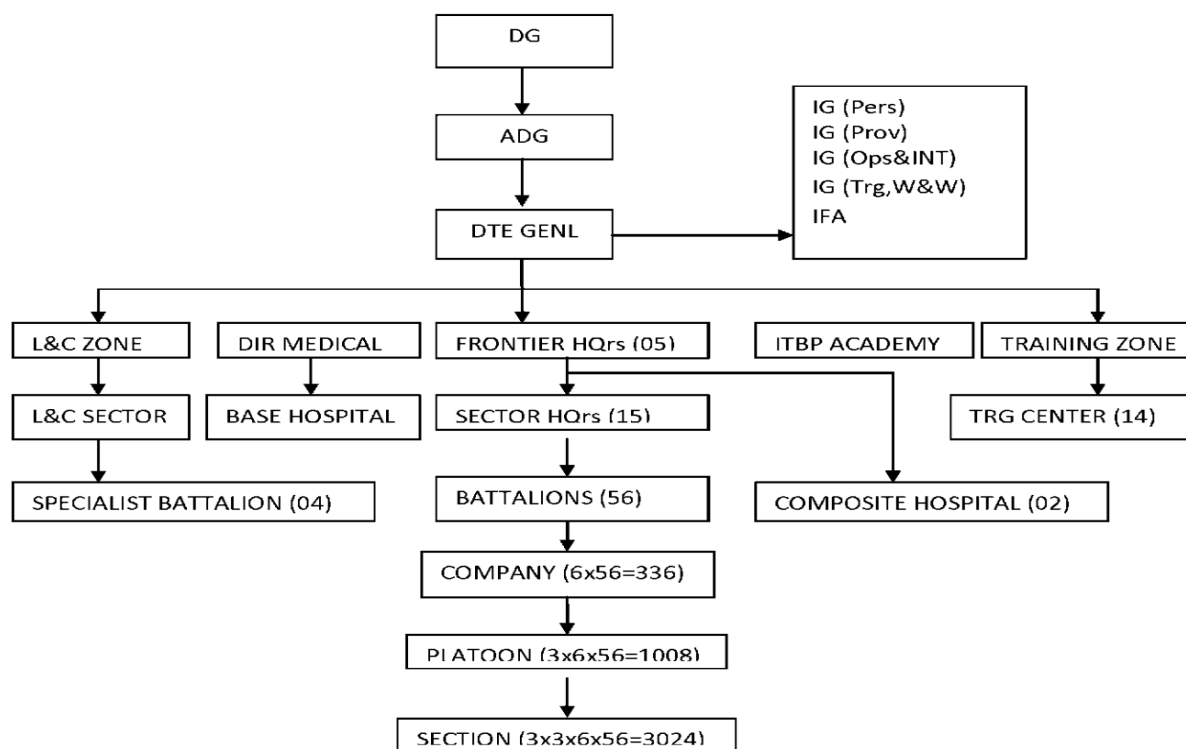 DG
ADG
DTE GENL
IG (Pers)
IG (Prov)
IG (Ops&INT)
IG (Trg,W&W)
IFA
L&C ZONE
DIR MEDICAL
FRONTIER HQrs (05)
ITBP ACADEMY
TRAINING ZONE
L&C SECTOR
BASE HOSPITAL
SECTOR HQrs (15)
TRG CENTER (14)
SPECIALIST BATTALION (04)
BATTALIONS (56)
COMPOSITE HOSPITAL (02)
COMPANY (6x56=336)
PLATOON (3x6x56=1008)
SECTION (3x3x6x56=3024)